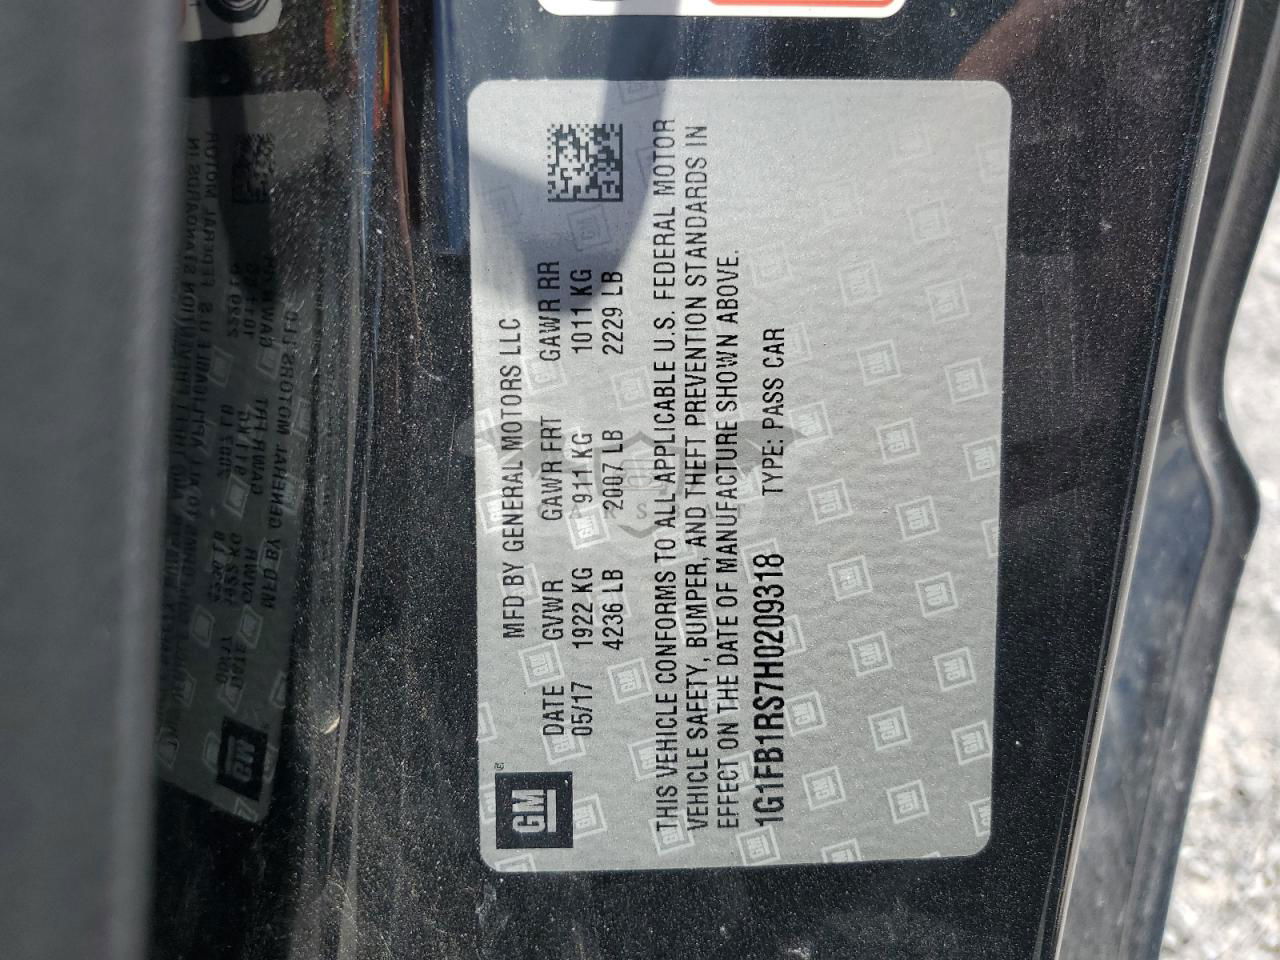 GM
MFD BY GENERAL MOTORS LLC
DATE GVWR GAWR FRT GAWR RR
05/17 1922 KG 911 KG 1011 KG
4236 LB 2007 LB 2229 LB
THIS VEHICLE CONFORMS TO ALL APPLICABLE U.S. FEDERAL MOTOR
VEHICLE SAFETY, BUMPER, AND THEFT PREVENTION STANDARDS IN
EFFECT ON THE DATE OF MANUFACTURE SHOWN ABOVE.
1G1FB1RS7H0209318 TYPE: PASS CAR